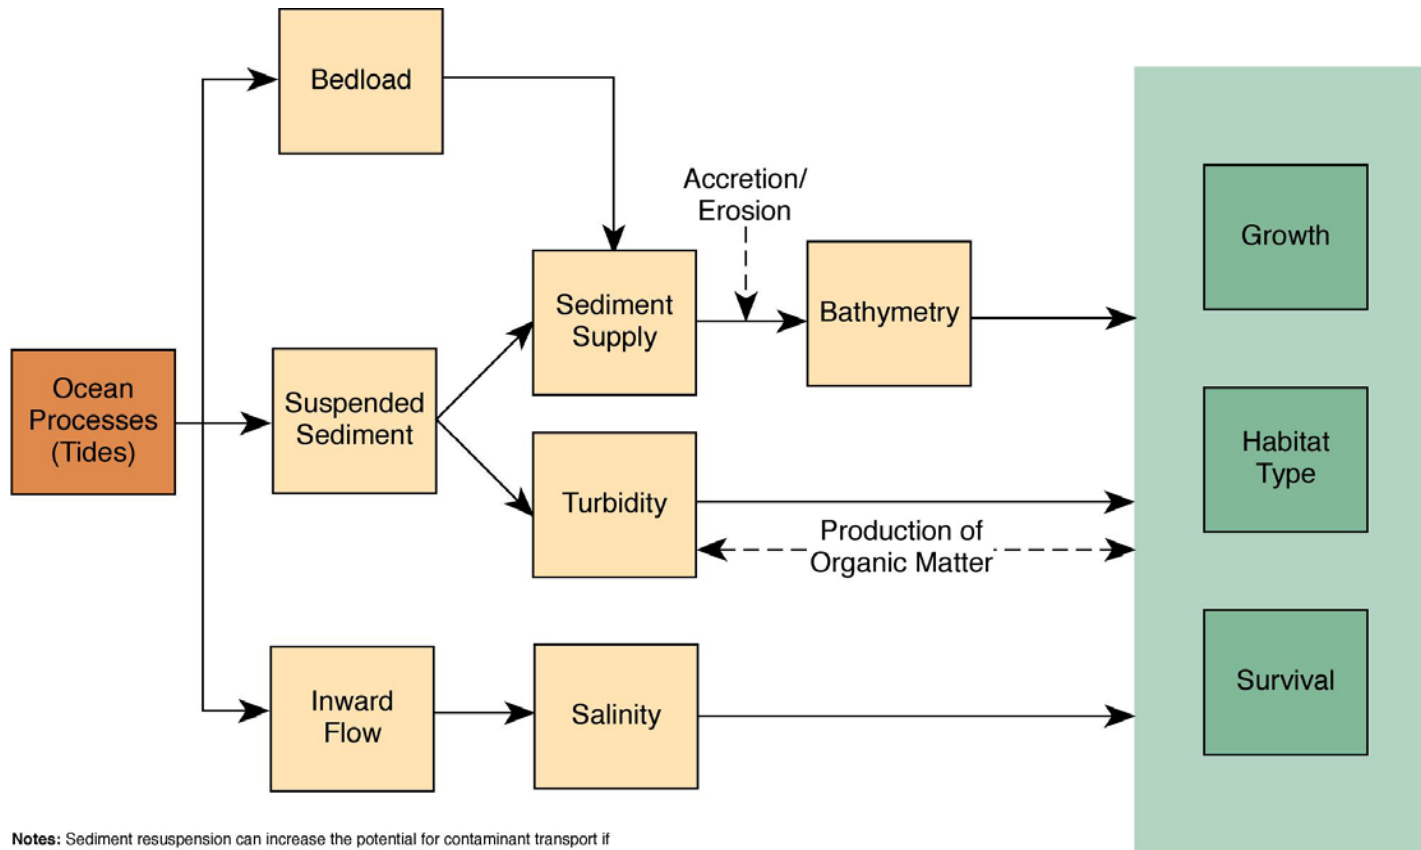 Bedload
Accretion/
Erosion
Growth
Sediment
Supply
Bathymetry
Ocean
Processes
(Tides)
Suspended
Sediment
Habitat
Type
Turbidity
Production of
Organic Matter
Inward
Flow
Salinity
Survival
Notes: Sediment resuspension can increase the potential for contaminant transport if